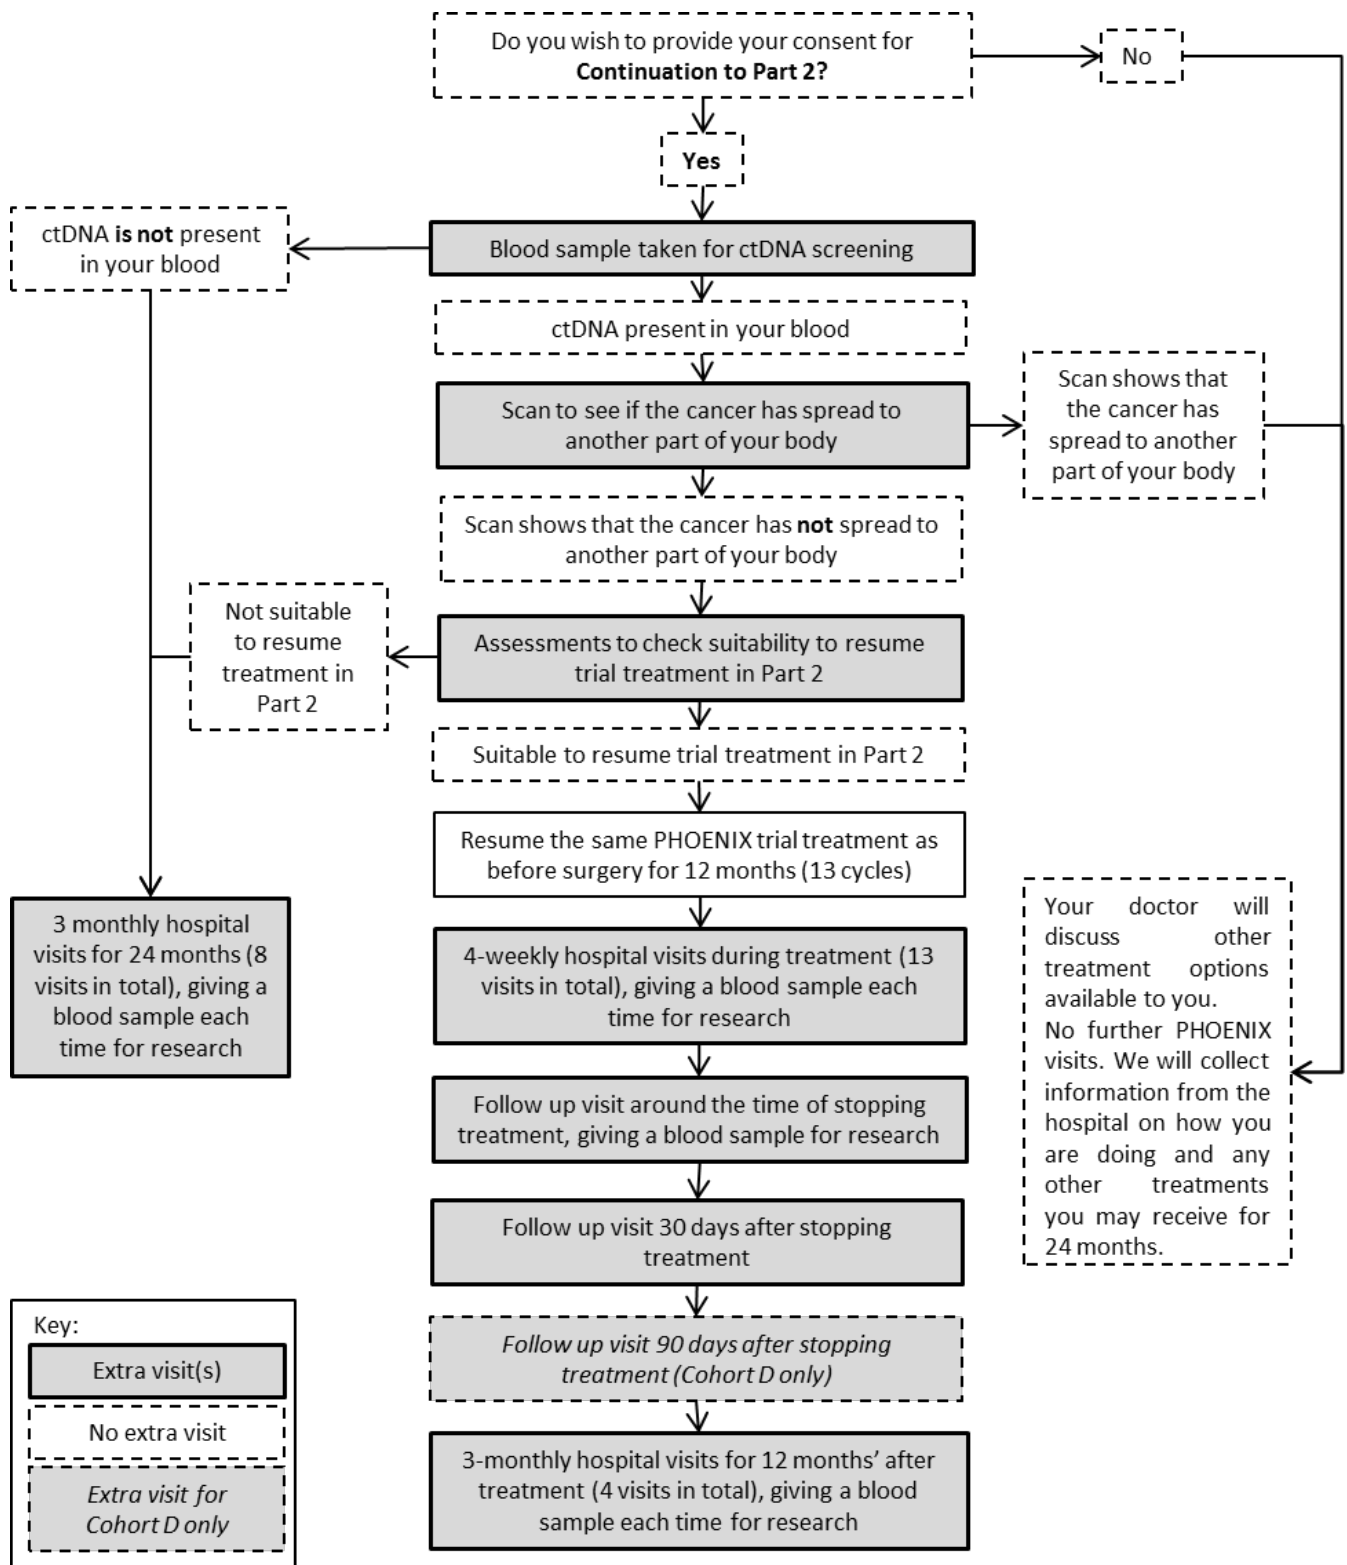 Do you wish to provide your consent for
Continuation to Part 2?
No
Yes
ctDNA is not present
in your blood
Blood sample taken for ctDNA screening
ctDNA present in your blood
Scan to see if the cancer has spread to
another part of your body
Scan shows that
the cancer has
spread to another
part of your body
Scan shows that the cancer has not spread to
another part of your body
Not suitable
to resume
treatment in
Part 2
Assessments to check suitability to resume
trial treatment in Part 2
Suitable to resume trial treatment in Part 2
Resume the same PHOENIX trial treatment as
before surgery for 12 months (13 cycles)
3 monthly hospital
visits for 24 months (8
visits in total), giving a
blood sample each
time for research
4-weekly hospital visits during treatment (13
visits in total), giving a blood sample each
time for research
Your doctor will
discuss other
treatment options
available to you.
No further PHOENIX
visits. We will collect
information from the
hospital on how you
are doing and any
other treatments
you may receive for
24 months.
Follow up visit around the time of stopping
treatment, giving a blood sample for research
Follow up visit 30 days after stopping
treatment
Follow up visit 90 days after stopping
treatment (Cohort D only)
3-monthly hospital visits for 12 months’ after
treatment (4 visits in total), giving a blood
sample each time for research
Key:
Extra visit(s)
No extra visit
Extra visit for
Cohort D only